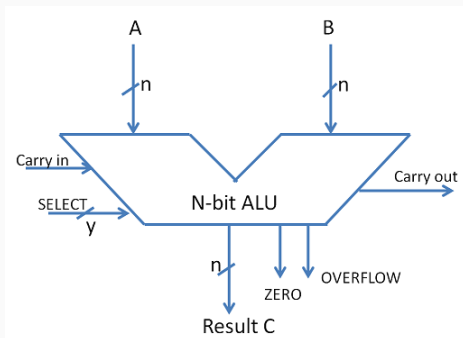 A
B
n
n
Carry in
Carry out
SELECT
y
N-bit ALU
n
OVERFLOW
ZERO
Result C